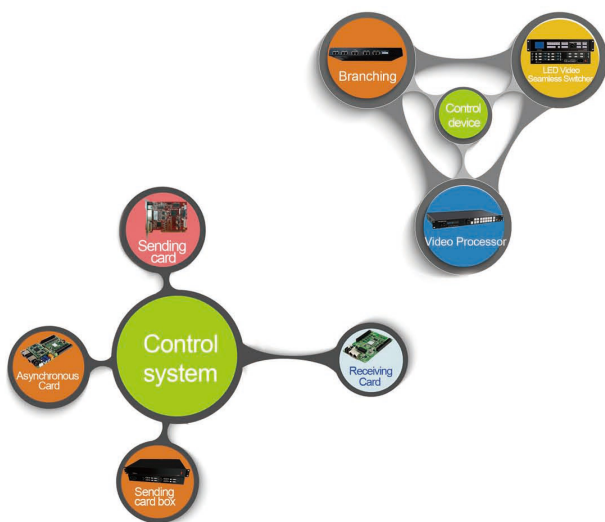 Branching
LED Video
Seamless Switcher
Control
device
Video Processor
Sending
card
Control
system
Asynchronous
Card
Receiving
Card
Sending
card box